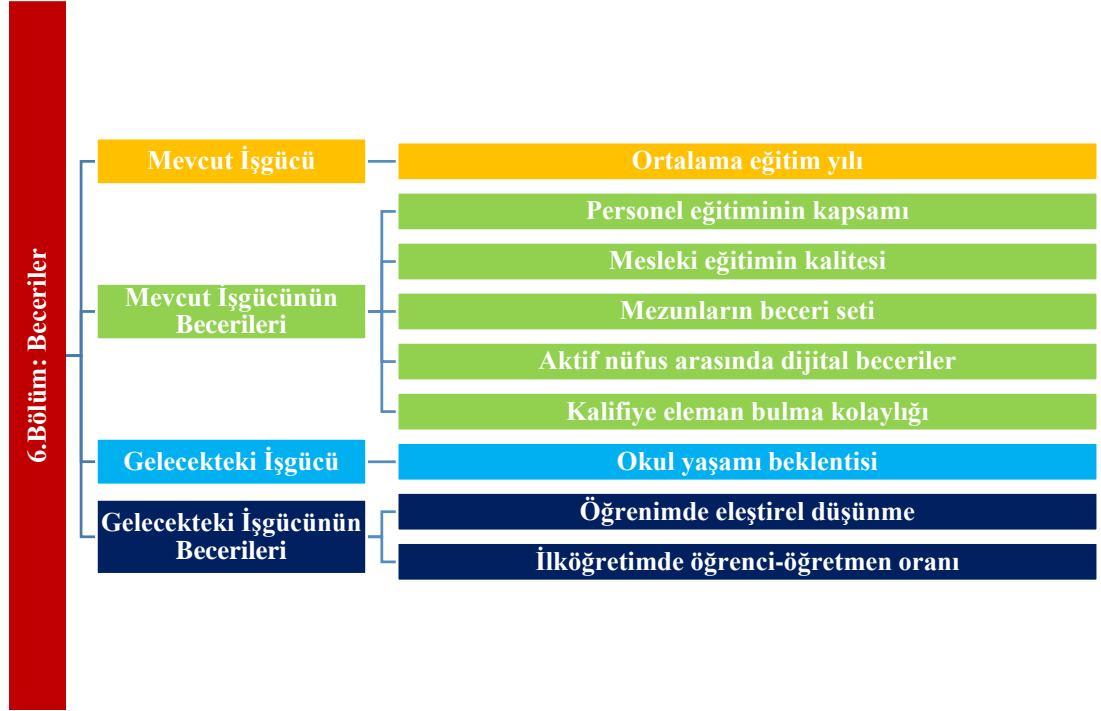 6.Bölüm: Beceriler
Mevcut İşgücü
Ortalama eğitim yılı
Mevcut İşgücünün
Becerileri
Personel eğitiminin kapsamı
Mesleki eğitimin kalitesi
Mezunların beceri seti
Aktif nüfus arasında dijital beceriler
Kalifiye eleman bulma kolaylığı
Gelecekteki İşgücü
Okul yaşamı beklentisi
Gelecekteki İşgücünün
Becerileri
Öğrenimde eleştirel düşünme
İlköğretimde öğrenci-öğretmen oranı